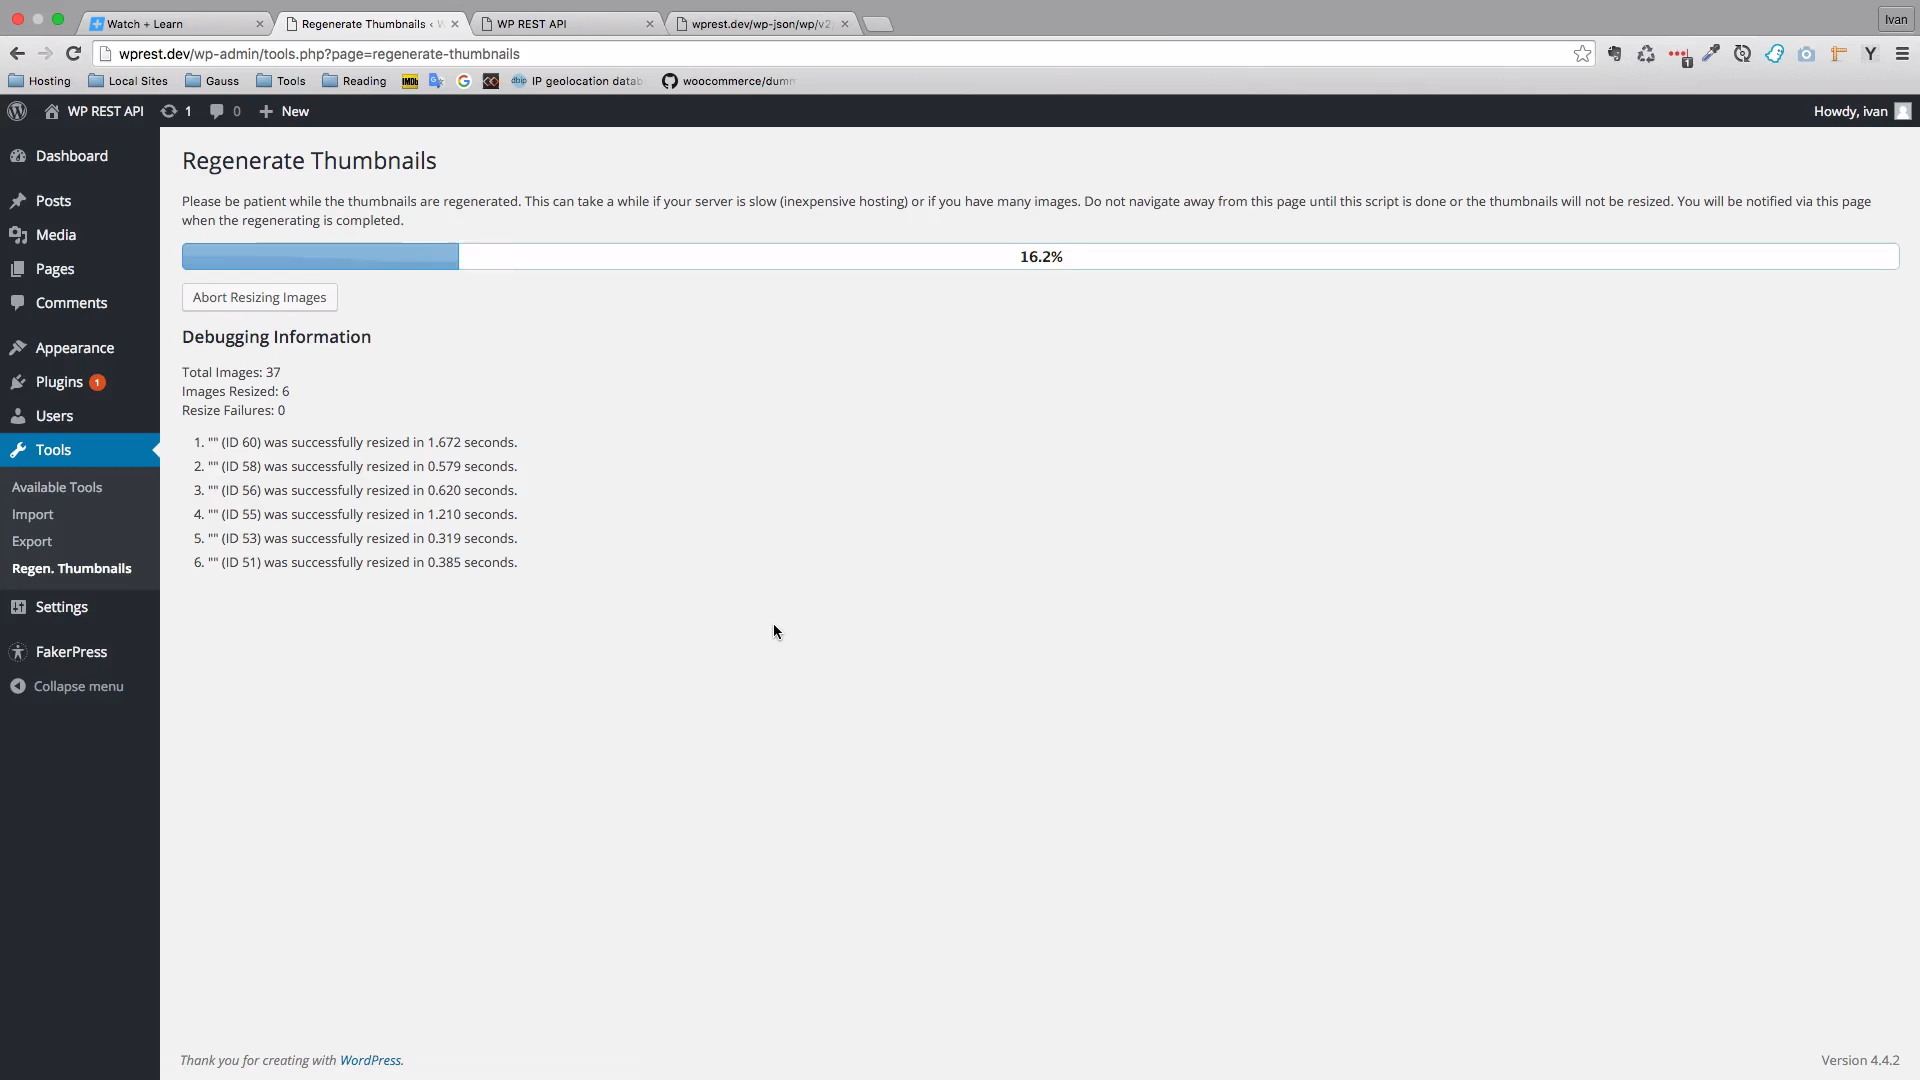 Watch + Learn
Regenerate Thumbnails ‹ W
WP REST API
wprest.dev/wp-json/wp/v2
Ivan
wprest.dev/wp-admin/tools.php?page=regenerate-thumbnails
1
Y
Hosting
Local Sites
Gauss
Tools
Reading
IMDb
G
dbip
IP geolocation datab
woocommerce/dumm
WP REST API
1
0
New
Howdy, ivan
Dashboard
Posts
Media
Pages
Comments
Appearance
Plugins 1
Users
Tools
Available Tools
Import
Export
Regen. Thumbnails
Settings
FakerPress
Collapse menu
Regenerate Thumbnails
Please be patient while the thumbnails are regenerated. This can take a while if your server is slow (inexpensive hosting) or if you have many images. Do not navigate away from this page until this script is done or the thumbnails will not be resized. You will be notified via this page
when the regenerating is completed.
16.2%
Abort Resizing Images
Debugging Information
Total Images: 37
Images Resized: 6
Resize Failures: 0
1. "" (ID 60) was successfully resized in 1.672 seconds.
2. "" (ID 58) was successfully resized in 0.579 seconds.
3. "" (ID 56) was successfully resized in 0.620 seconds.
4. "" (ID 55) was successfully resized in 1.210 seconds.
5. "" (ID 53) was successfully resized in 0.319 seconds.
6. "" (ID 51) was successfully resized in 0.385 seconds.
Thank you for creating with WordPress.
Version 4.4.2